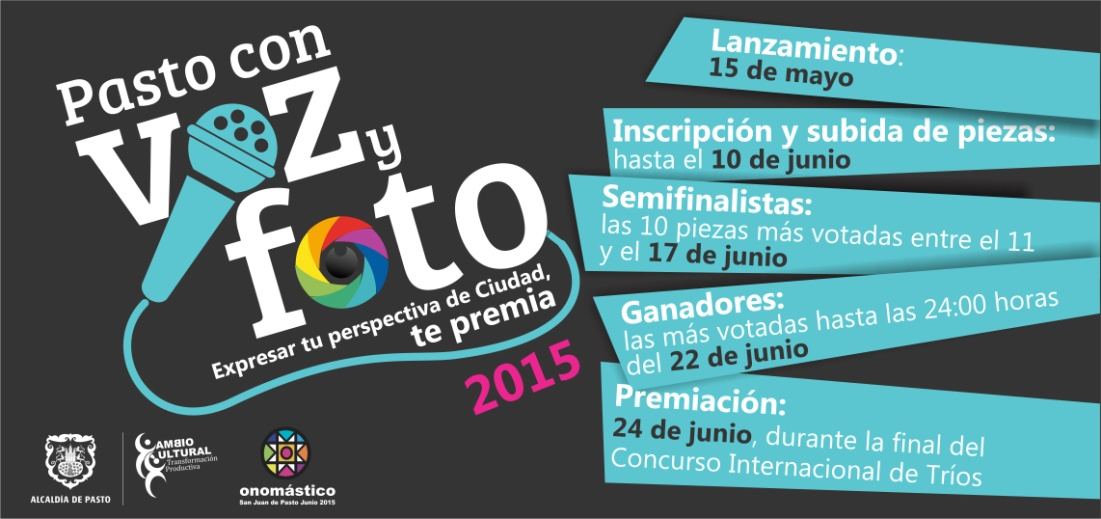 Pasto con
voz y
foto
Expresar tu perspectiva de Ciudad,
te premia
2015
ALCALDÍA DE PASTO
CAMBIO
CULTURAL
Transformación
Productiva
onomástico
San Juan de Pasto Junio 2015
Lanzamiento:
15 de mayo
Inscripción y subida de piezas:
hasta el 10 de junio
Semifinalistas:
las 10 piezas más votadas entre el 11
y el 17 de junio
Ganadores:
las más votadas hasta las 24:00 horas
del 22 de junio
Premiación:
24 de junio, durante la final del
Concurso Internacional de Tríos